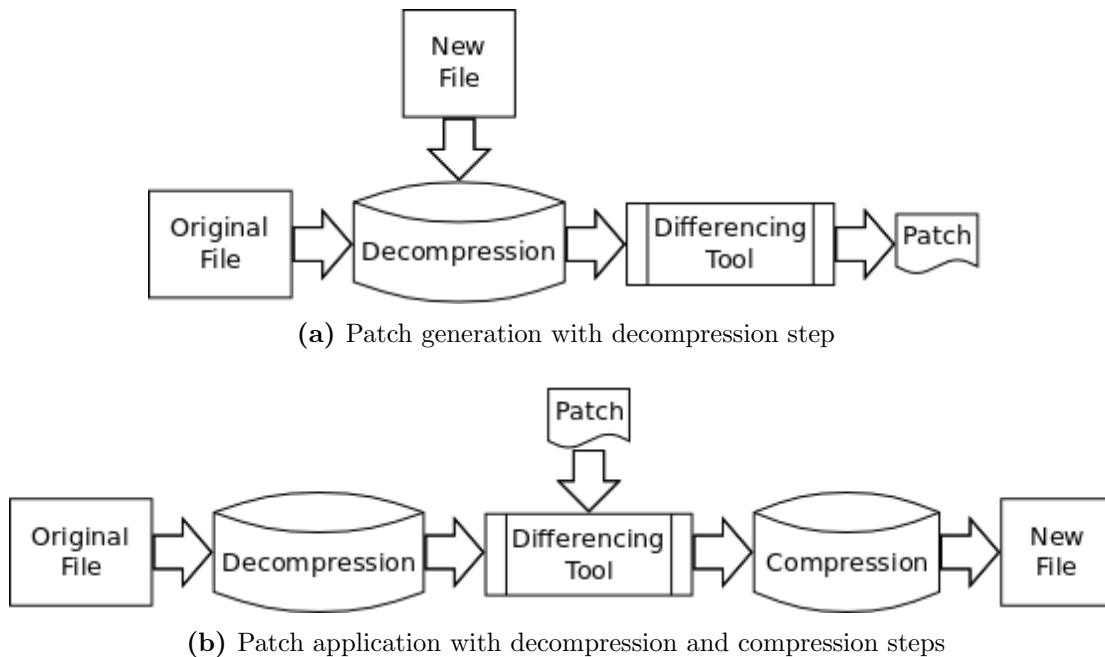 New
File
Original
File
Decompression
Differencing
Tool
Patch
(a) Patch generation with decompression step
Patch
Original
File
Decompression
Differencing
Tool
Compression
New
File
(b) Patch application with decompression and compression steps